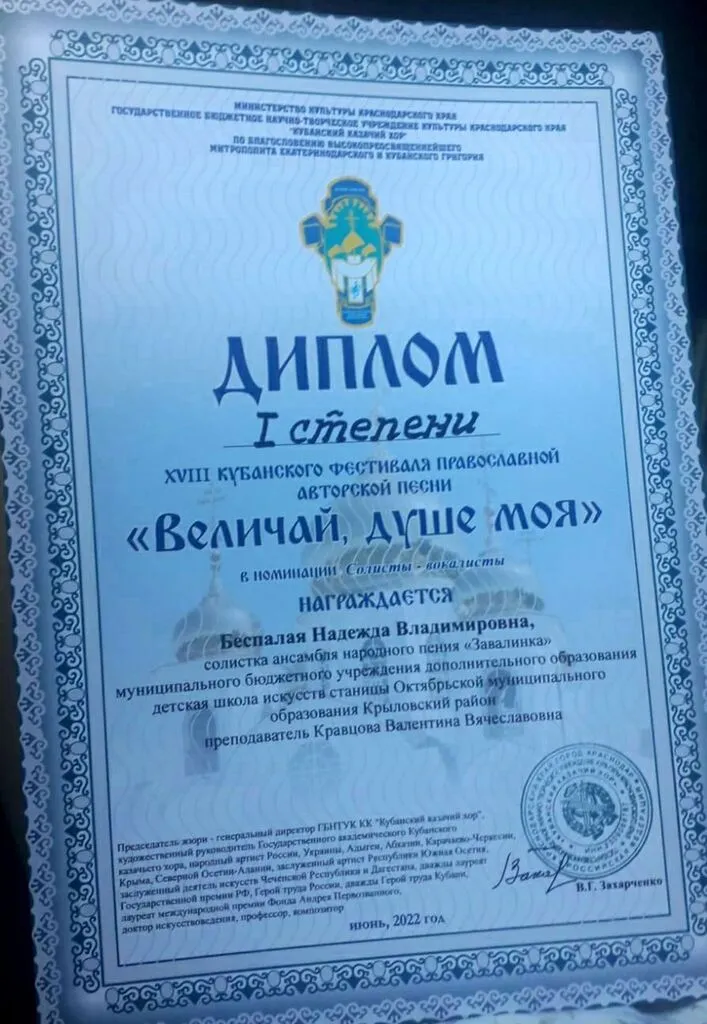 МИНИСТЕРСТВО КУЛЬТУРЫ КРАСНОДАРСКОГО КРАЯ
ГОСУДАРСТВЕННОЕ БЮДЖЕТНОЕ НАУЧНО-ТВОРЧЕСКОЕ УЧРЕЖДЕНИЕ КУЛЬТУРЫ КРАСНОДАРСКОГО КРАЯ
"КУБАНСКИЙ КАЗАЧИЙ ХОР"
ПО БЛАГОСЛОВЕНИЮ ВЫСОКОПРЕОСВЯЩЕННЕЙШЕГО
МИТРОПОЛИТА ЕКАТЕРИНОДАРСКОГО И КУБАНСКОГО ГРИГОРИЯ
ДИПЛОМ
I степени
XVIII КУБАНСКОГО ФЕСТИВАЛЯ ПРАВОСЛАВНОЙ
АВТОРСКОЙ ПЕСНИ
«ВЕЛИЧАЙ, ДУШЕ МОЯ»
В НОМИНАЦИИ Солисты - вокалисты
НАГРАЖДАЕТСЯ
Беспалая Надежда Владимировна,
солистка ансамбля народного пения «Завалинка»
муниципального бюджетного учреждения дополнительного образования
детская школа искусств станицы Октябрьской муниципального
образования Крыловский район
преподаватель Кравцова Валентина Вячеславовна
Председатель жюри - генеральный директор ГБНТУК КК "Кубанский казачий хор",
художественный руководитель Государственного академического Кубанского
казачьего хора, народный артист России, Украины, Адыгеи, Абхазии, Карачаево-Черкессии,
Крыма, Северной Осетии-Алании, заслуженный артист Республики Южная Осетия,
заслуженный деятель искусств Чеченской Республики и Дагестана, дважды лауреат
Государственной премии РФ, Герой труда России, дважды Герой труда Кубани,
лауреат международной премии Фонда Андрея Первозванного,
доктор искусствоведения, профессор, композитор
В.Г. Захарченко
июнь, 2022 год